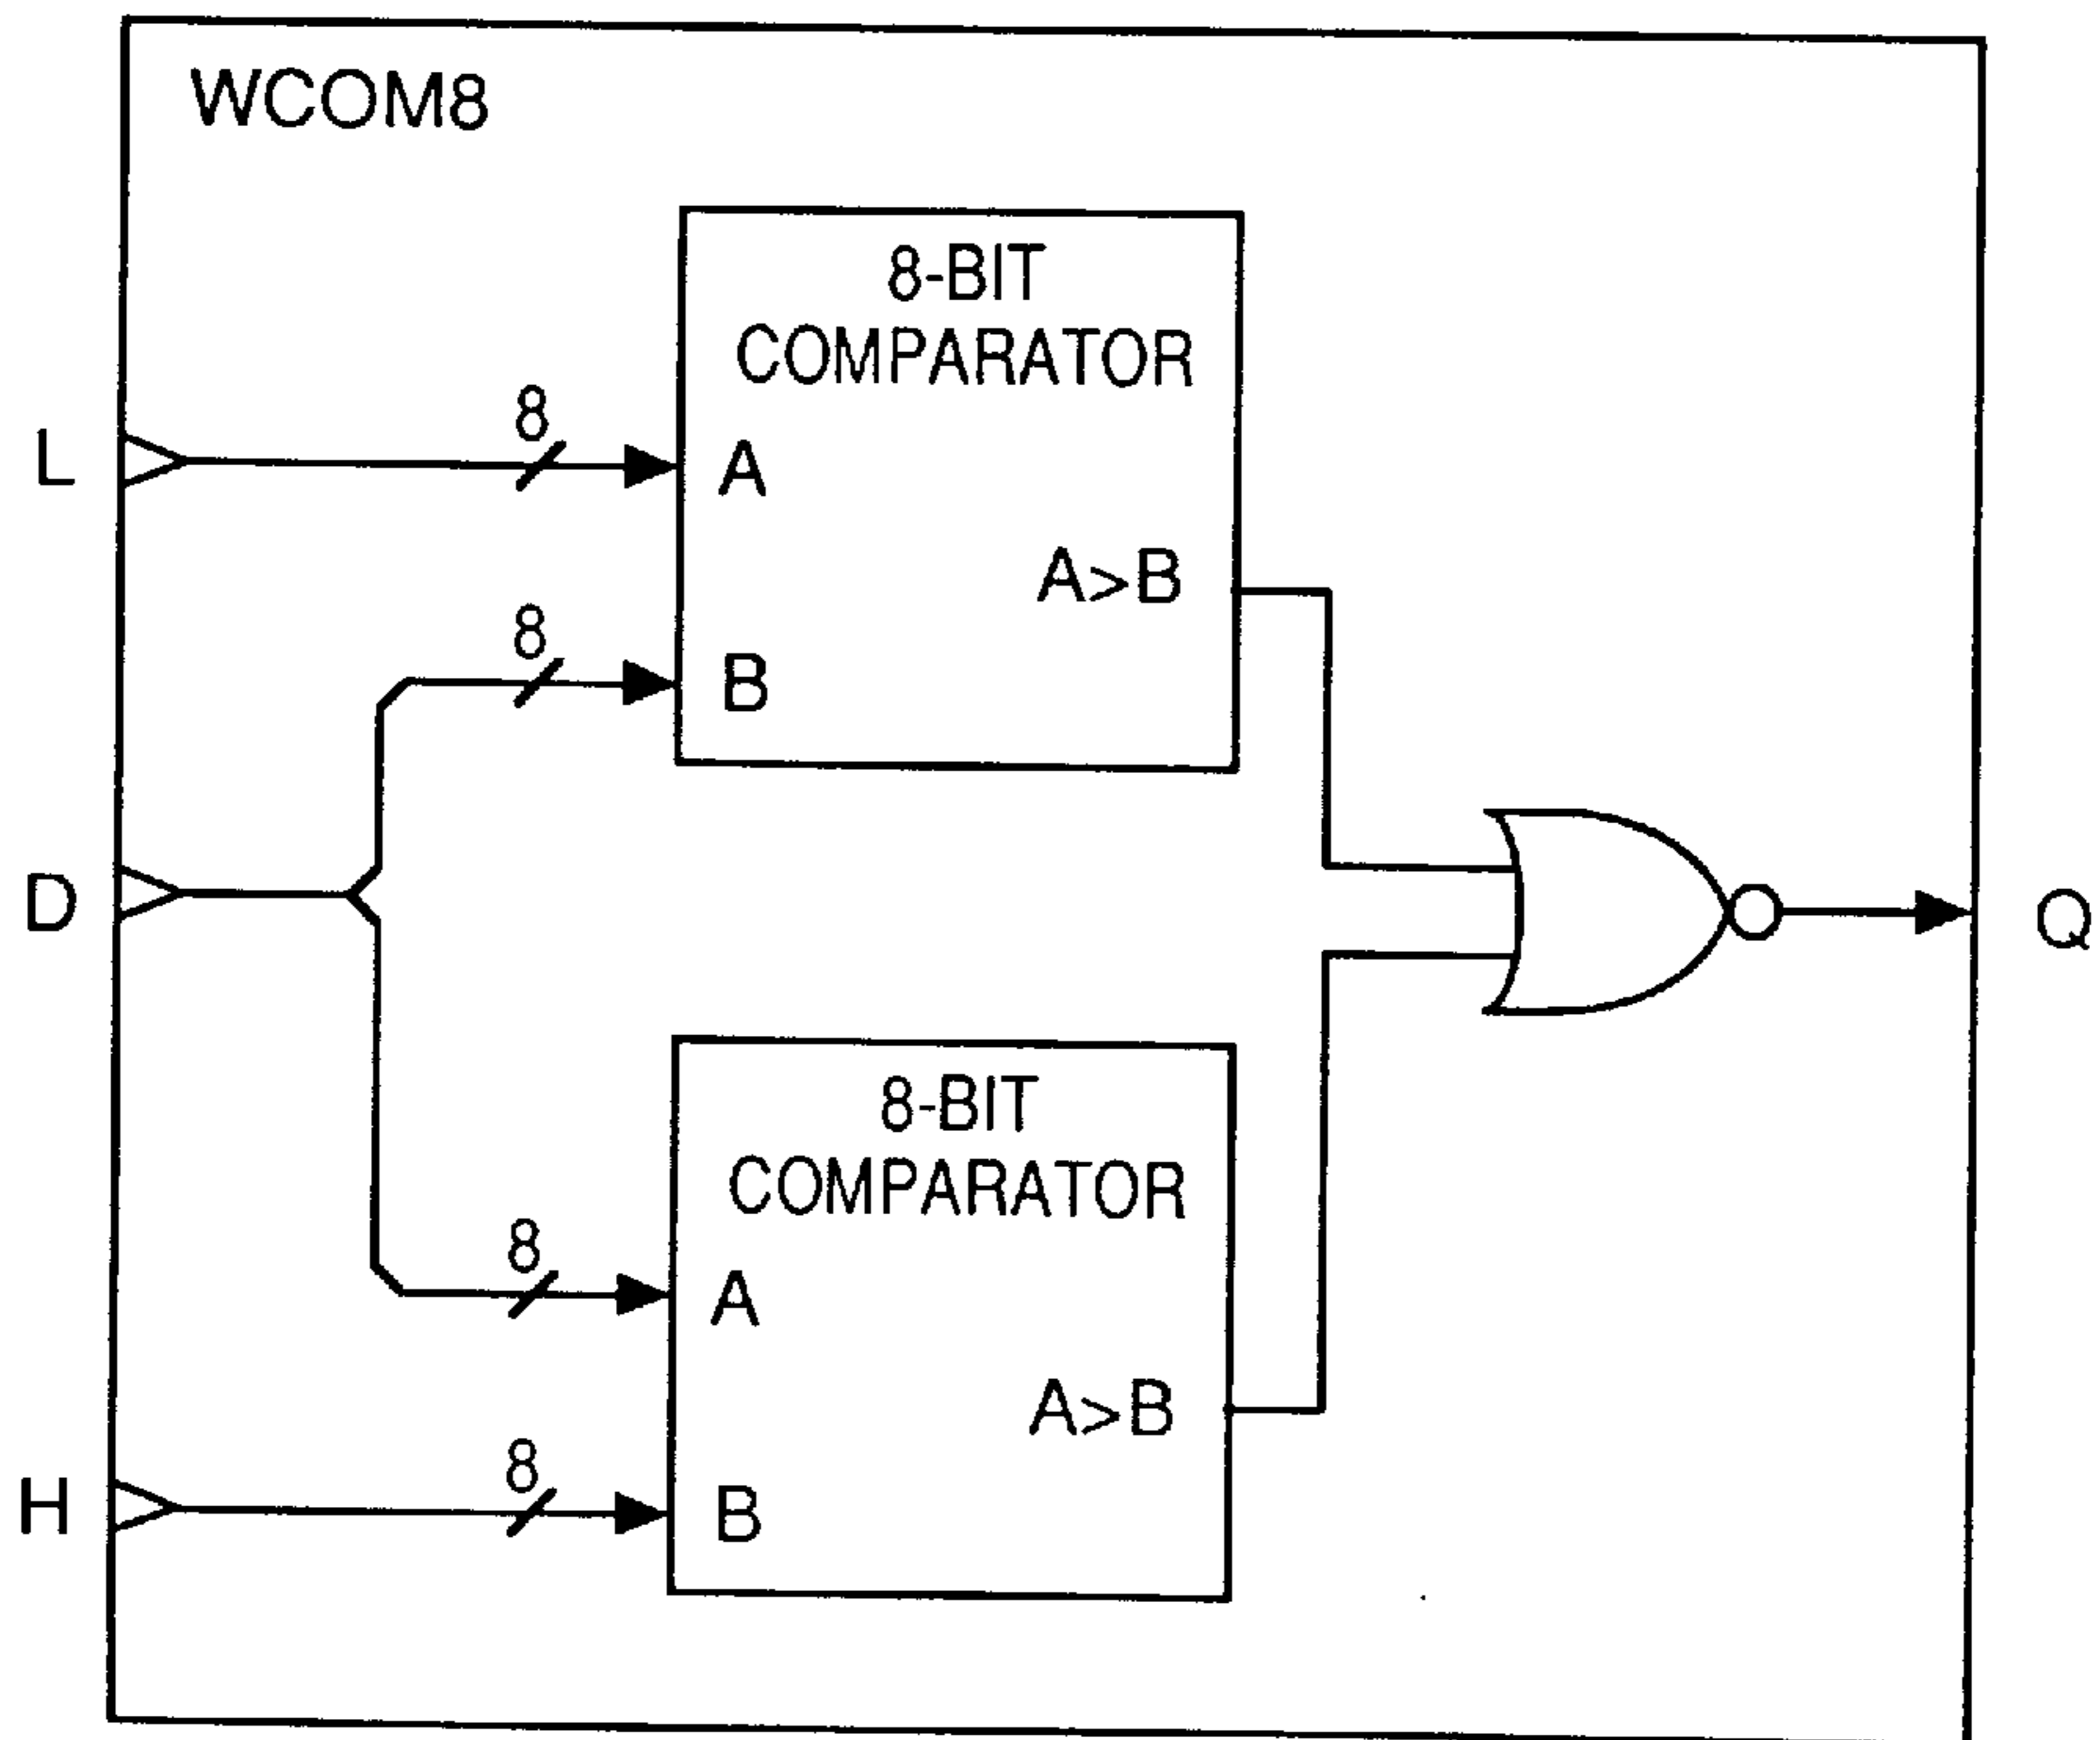 WCOM8
8-BIT
COMPARATOR
8
L
A
A>B
8
B
D
Q
8-BIT
COMPARATOR
8
A
A>B
8
H
B